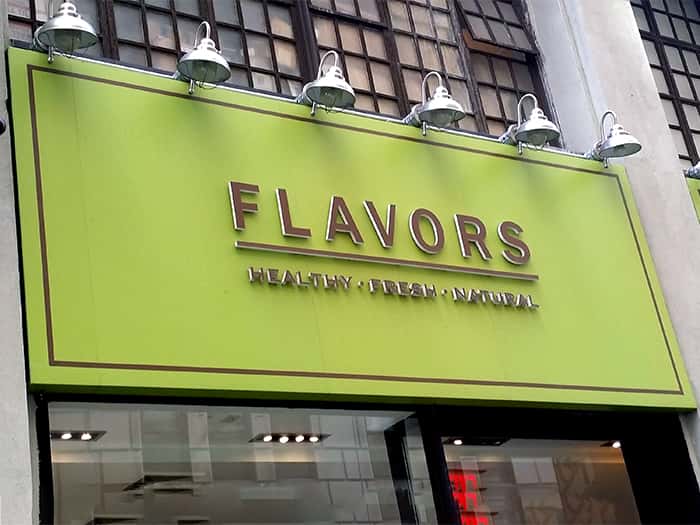 FLAVORS
HEALTHY · FRESH · NATURAL